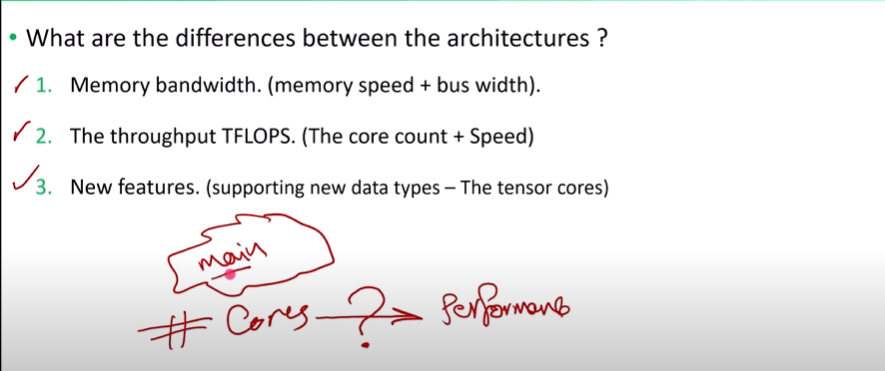 • What are the differences between the architectures ?
1. Memory bandwidth. (memory speed + bus width).
2. The throughput TFLOPS. (The core count + Speed)
3. New features. (supporting new data types – The tensor cores)
main
# Cores ?